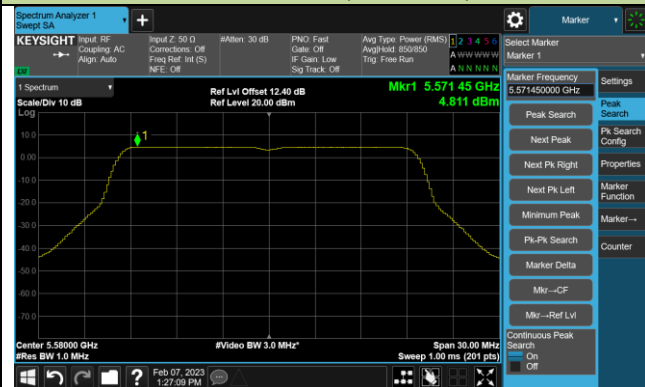 Spectrum Analyzer 1
Swept SA
Marker
KEYSIGHT
Input: RF
Coupling: AC
Align: Auto
Input Z: 50 Ω
Corrections: Off
Freq Ref: Int (S)
NFE: Off
#Atten: 30 dB
PNO: Fast
Gate: Off
IF Gain: Low
Sig Track: Off
Avg Type: Power (RMS)
Avg|Hold: 850/850
Trig: Free Run
1 2 3 4 5 6
A W W W W W
A N N N N N
Select Marker
Marker 1
1 Spectrum
Scale/Div 10 dB
Log
Ref Lvl Offset 12.40 dB
Ref Level 20.00 dBm
Mkr1 5.571 45 GHz
4.811 dBm
Marker Frequency
5.571450000 GHz
Peak Search
Next Peak
Next Pk Right
Next Pk Left
Minimum Peak
Pk-Pk Search
Marker Delta
Mkr→CF
Mkr→Ref Lvl
Continuous Peak
Search
On
Off
Settings
Peak
Search
Pk Search
Config
Properties
Marker
Function
Marker→
Counter
1
10.0
0.00
-10.0
-20.0
-30.0
-40.0
-50.0
-60.0
-70.0
Center 5.58000 GHz
#Res BW 1.0 MHz
#Video BW 3.0 MHz*
Span 30.00 MHz
Sweep 1.00 ms (201 pts)
?
Feb 07, 2023
1:27:09 PM